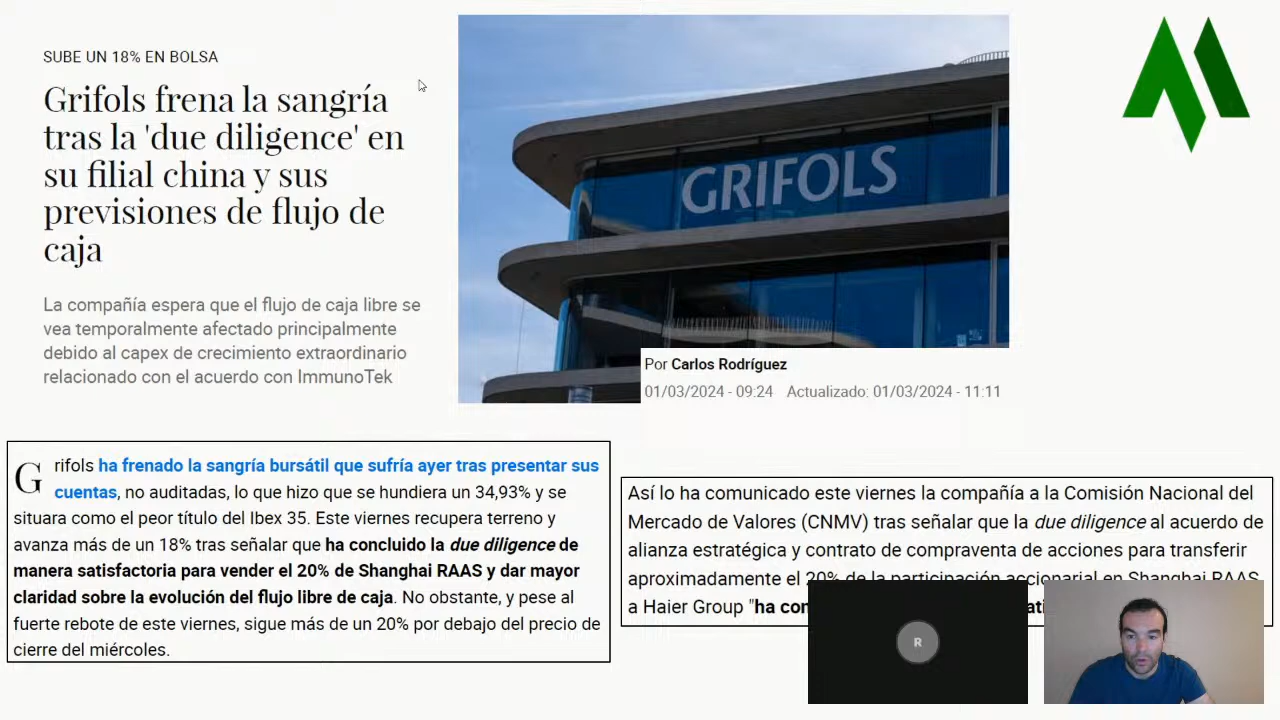 SUBE UN 18% EN BOLSA
Grifols frena la sangría
tras la 'due diligence' en
su filial china y sus
previsiones de flujo de
caja
La compañía espera que el flujo de caja libre se
vea temporalmente afectado principalmente
debido al capex de crecimiento extraordinario
relacionado con el acuerdo con ImmunoTek
GRIFOLS
Por Carlos Rodríguez
01/03/2024 - 09:24 Actualizado: 01/03/2024 - 11:11
Grifols ha frenado la sangría bursátil que sufría ayer tras presentar sus
cuentas, no auditadas, lo que hizo que se hundiera un 34,93% y se
situara como el peor título del Ibex 35. Este viernes recupera terreno y
avanza más de un 18% tras señalar que ha concluido la due diligence de
manera satisfactoria para vender el 20% de Shanghai RAAS y dar mayor
claridad sobre la evolución del flujo libre de caja. No obstante, y pese al
fuerte rebote de este viernes, sigue más de un 20% por debajo del precio de
cierre del miércoles.
Así lo ha comunicado este viernes la compañía a la Comisión Nacional del
Mercado de Valores (CNMV) tras señalar que la due diligence al acuerdo de
alianza estratégica y contrato de compraventa de acciones para transferir
aproximadamente el 20% de la participación accionarial en Shanghai RAAS
a Haier Group "ha
R